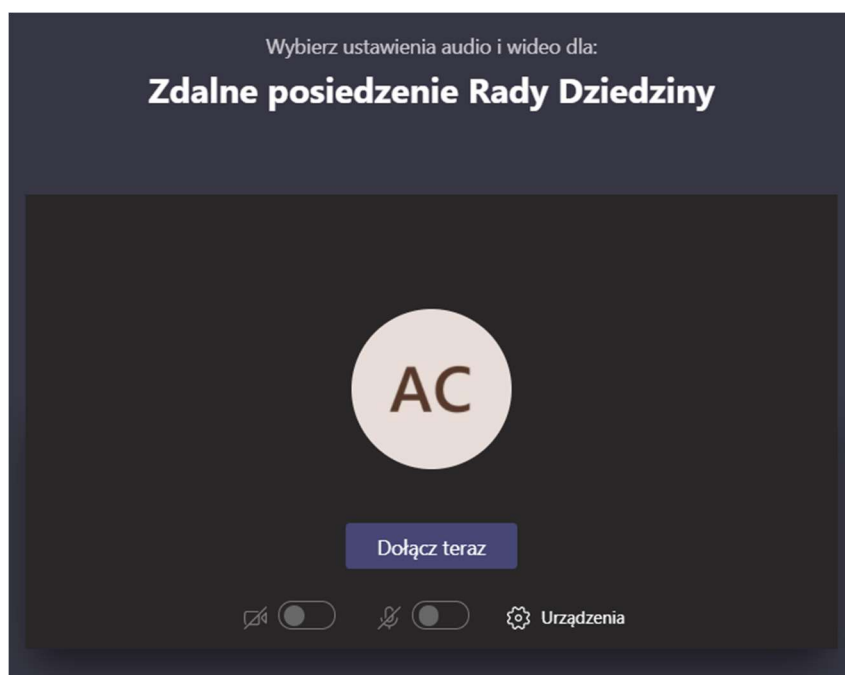 Wybierz ustawienia audio i wideo dla:
Zdalne posiedzenie Rady Dziedziny
AC
Dołącz teraz
Urządzenia